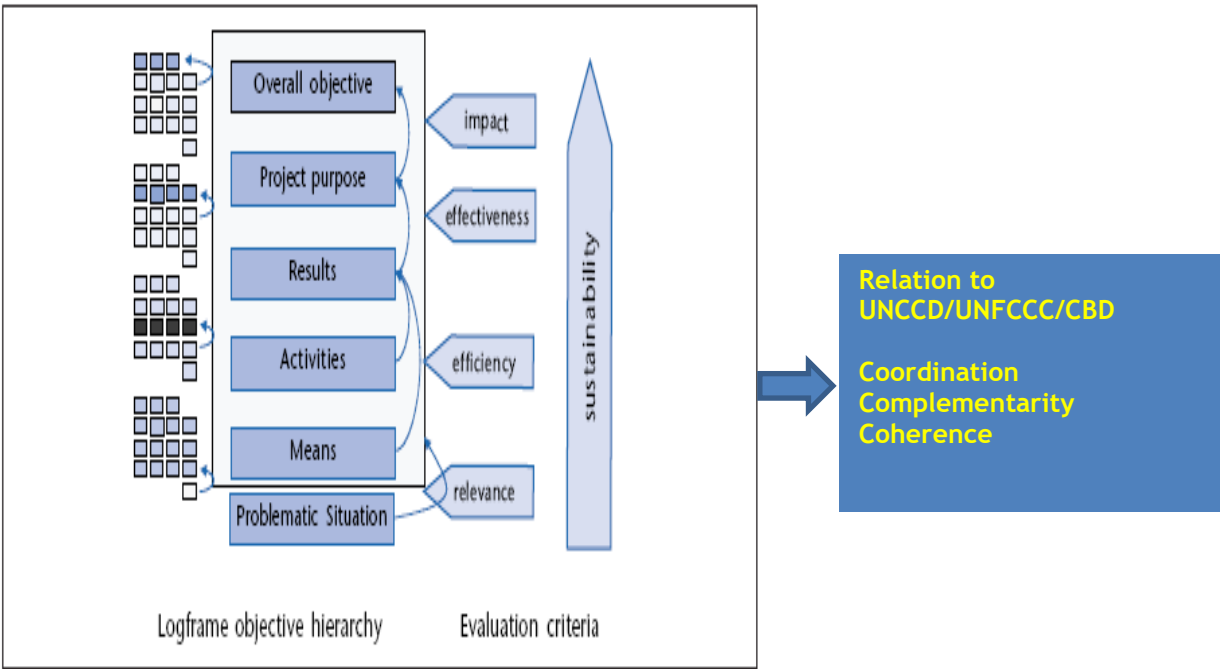 Overall objective
Project purpose
Results
Activities
Means
Problematic Situation
impact
effectiveness
efficiency
relevance
sustainability
Logframe objective hierarchy
Evaluation criteria
Relation to
UNCCD/UNFCCC/CBD
Coordination
Complementarity
Coherence